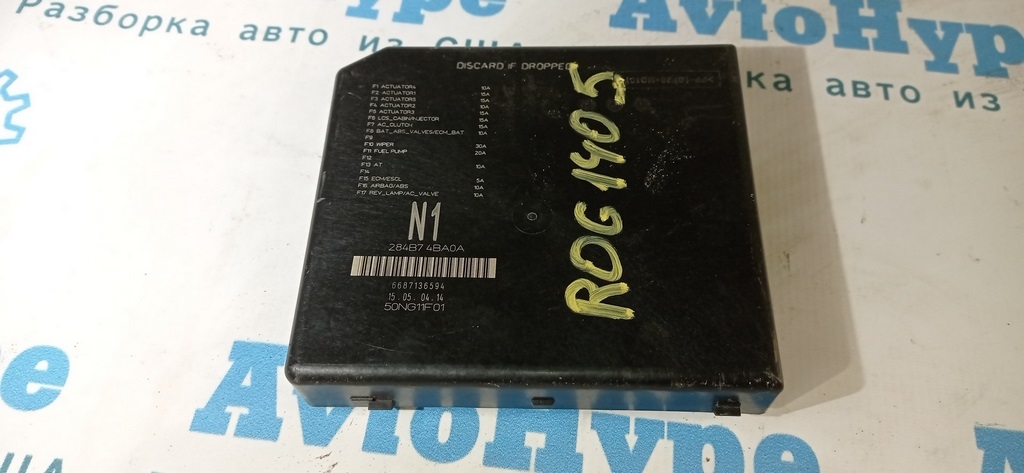 Разборка авто из США
AvtoHype
DISCARD IF DROPPED
F1 ACTUATOR4 10A
F2 ACTUATOR1 15A
F3 ACTUATOR5 15A
F4 ACTUATOR2 10A
F5 ACTUATOR3 15A
F6 LCS_CABIN/INJECTOR 15A
F7 AC_CLUTCH 15A
F8 BAT_ABS_VALVES/ECM_BAT 10A
F9
F10 WIPER 30A
F11 FUEL PUMP 20A
F12
F13 AT 10A
F14
F15 ECM/ESCL 5A
F16 AIRBAG/ABS 10A
F17 REV_LAMP/AC_VALVE 10A
N1
284B7 4BA0A
6687136594
15. 05. 04. 14
50NG11F01
ROG 1405
ка авто из
AvtoHype